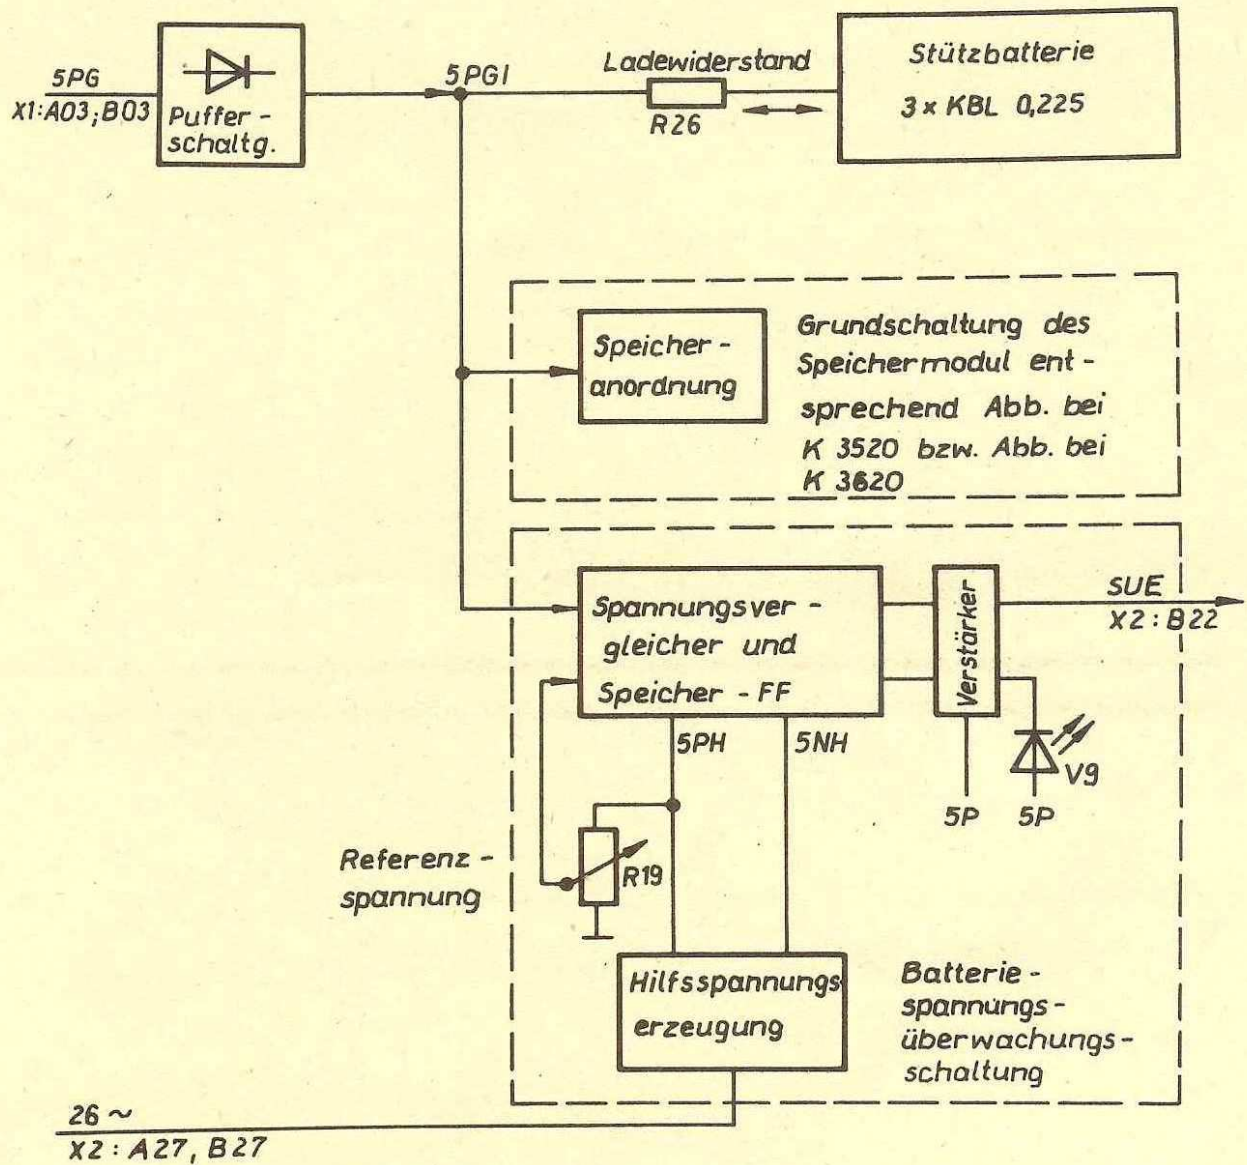 5PG
X1:A03;B03
Puffer-
schaltg.
5PG1
Ladewiderstand
R26
Stützbatterie
3 x KBL 0,225
Speicher-
anordnung
Grundschaltung des
Speichermodul ent-
sprechend Abb. bei
K 3520 bzw. Abb. bei
K 3620
Spannungsver-
gleicher und
Speicher-FF
Verstärker
SUE
X2:B22
5PH
5NH
V9
5P
5P
Referenz-
spannung
R19
Hilfsspannungs
erzeugung
Batterie-
spannungs-
überwachungs-
schaltung
26 ~
X2: A27, B27